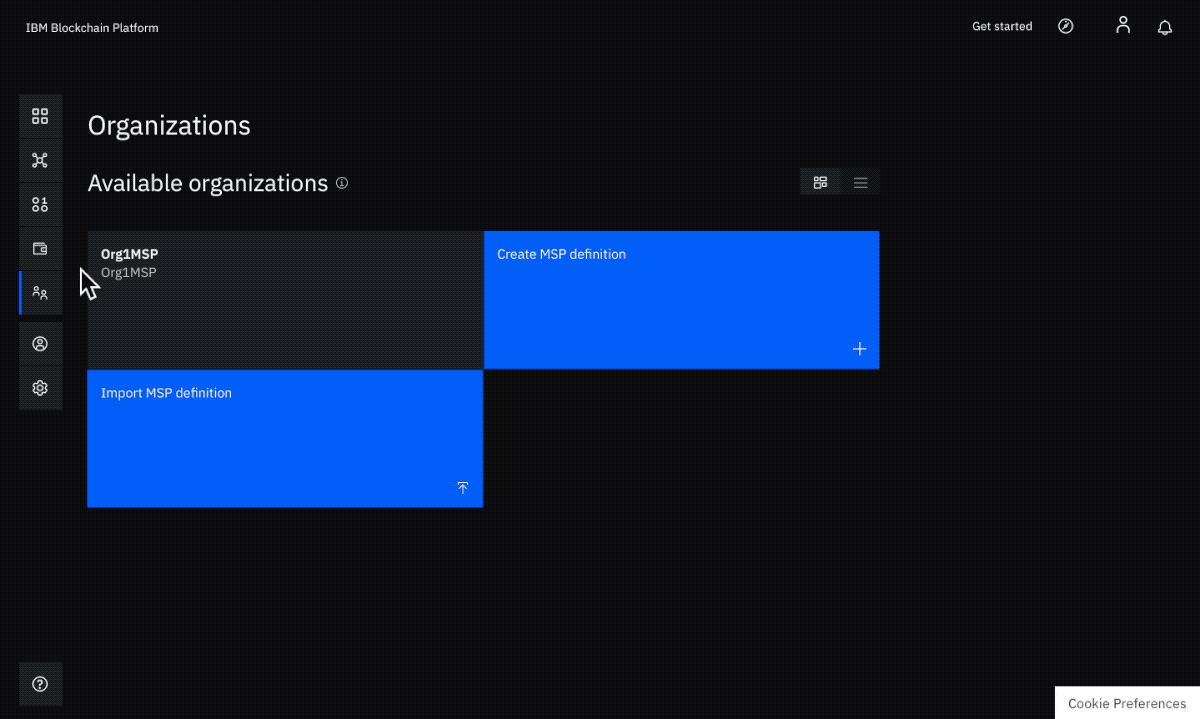 IBM Blockchain Platform
Get started
Organizations
Available organizations
Org1MSP
Org1MSP
Create MSP definition
Import MSP definition
Cookie Preferences